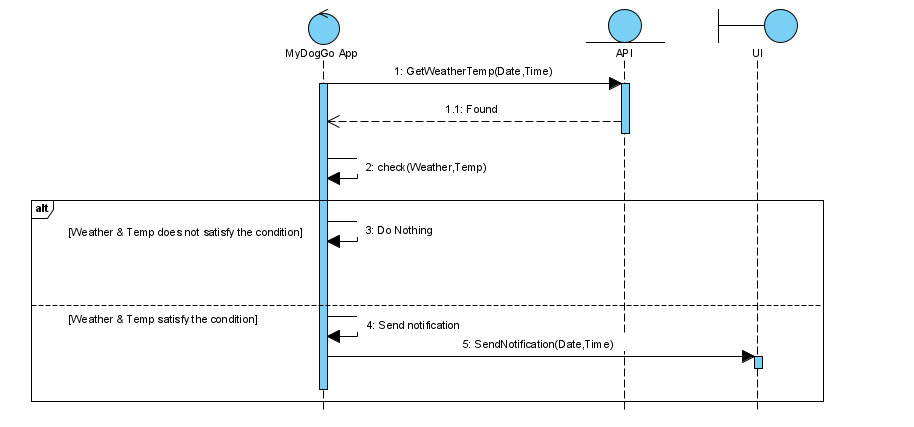 MyDogGo App
API
UI
1: GetWeatherTemp(Date,Time)
1.1: Found
2: check(Weather,Temp)
alt
[Weather & Temp does not satisfy the condition]
3: Do Nothing
[Weather & Temp satisfy the condition]
4: Send notification
5: SendNotification(Date,Time)